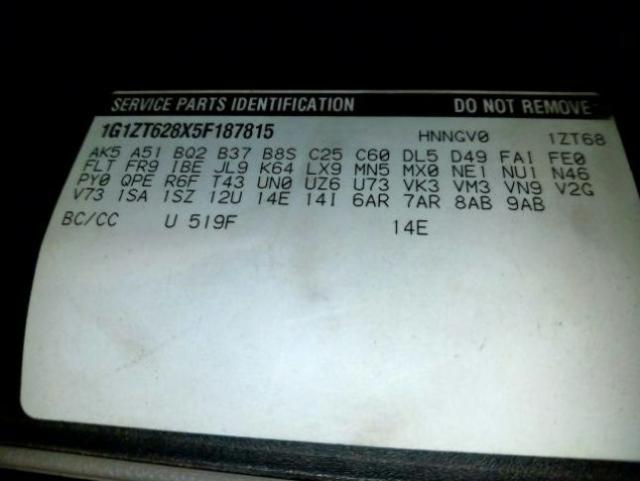 SERVICE PARTS IDENTIFICATION DO NOT REMOVE
1G1ZT628X5F187815 HNNGV0 1ZT68
AK5 A51 BQ2 B37 B8S C25 C60 DL5 D49 FA1 FE0
FLT FR9 IBE JL9 K64 LX9 MN5 MX0 NE1 NU1 N46
PY0 QPE R6F T43 UN0 UZ6 U73 VK3 VM3 VN9 V2G
V73 1SA 1SZ 12U 14E 14I 6AR 7AR 8AB 9AB
BC/CC U 519F 14E